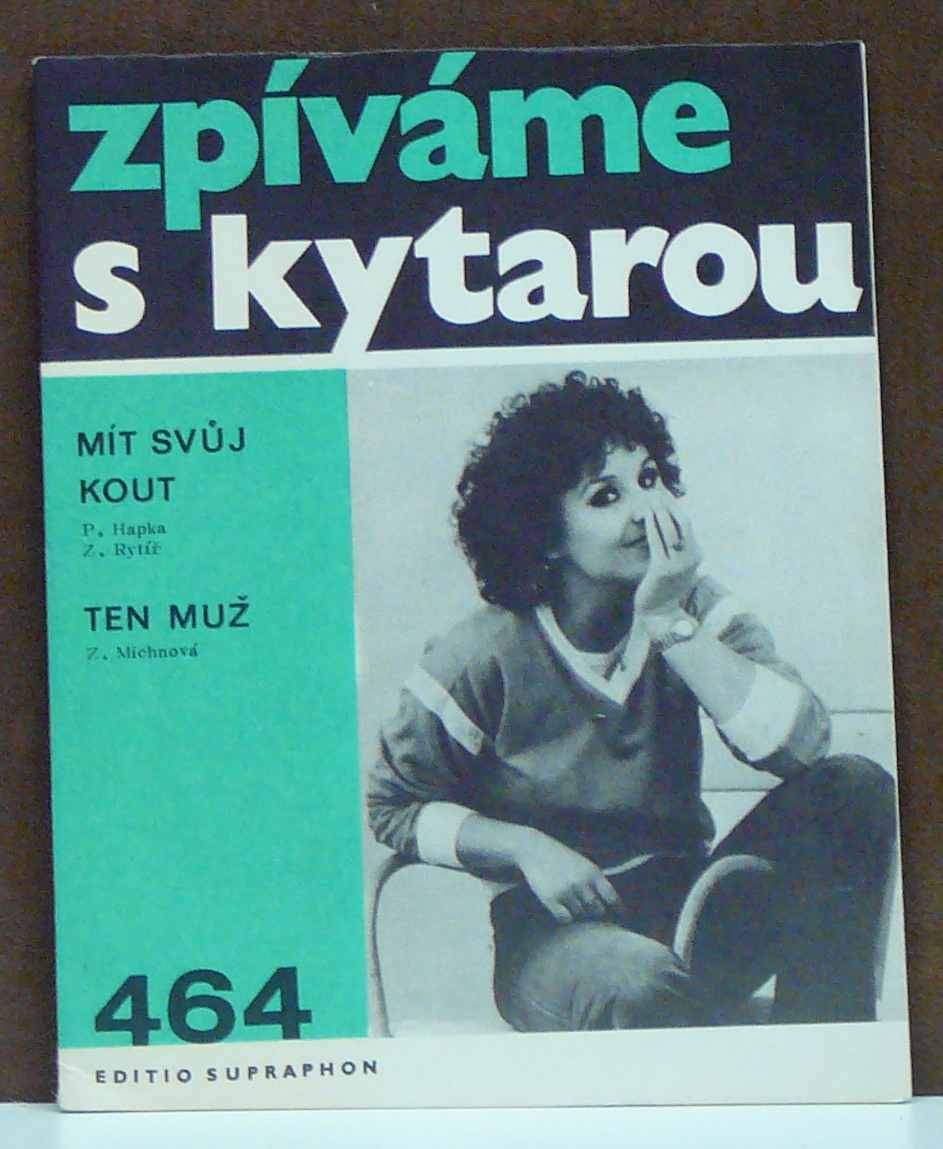 zpíváme
s kytarou
MÍT SVŮJ
KOUT
P. Hapka
Z. Rytíř
TEN MUŽ
Z. Michnová
464
EDITIO SUPRAPHON